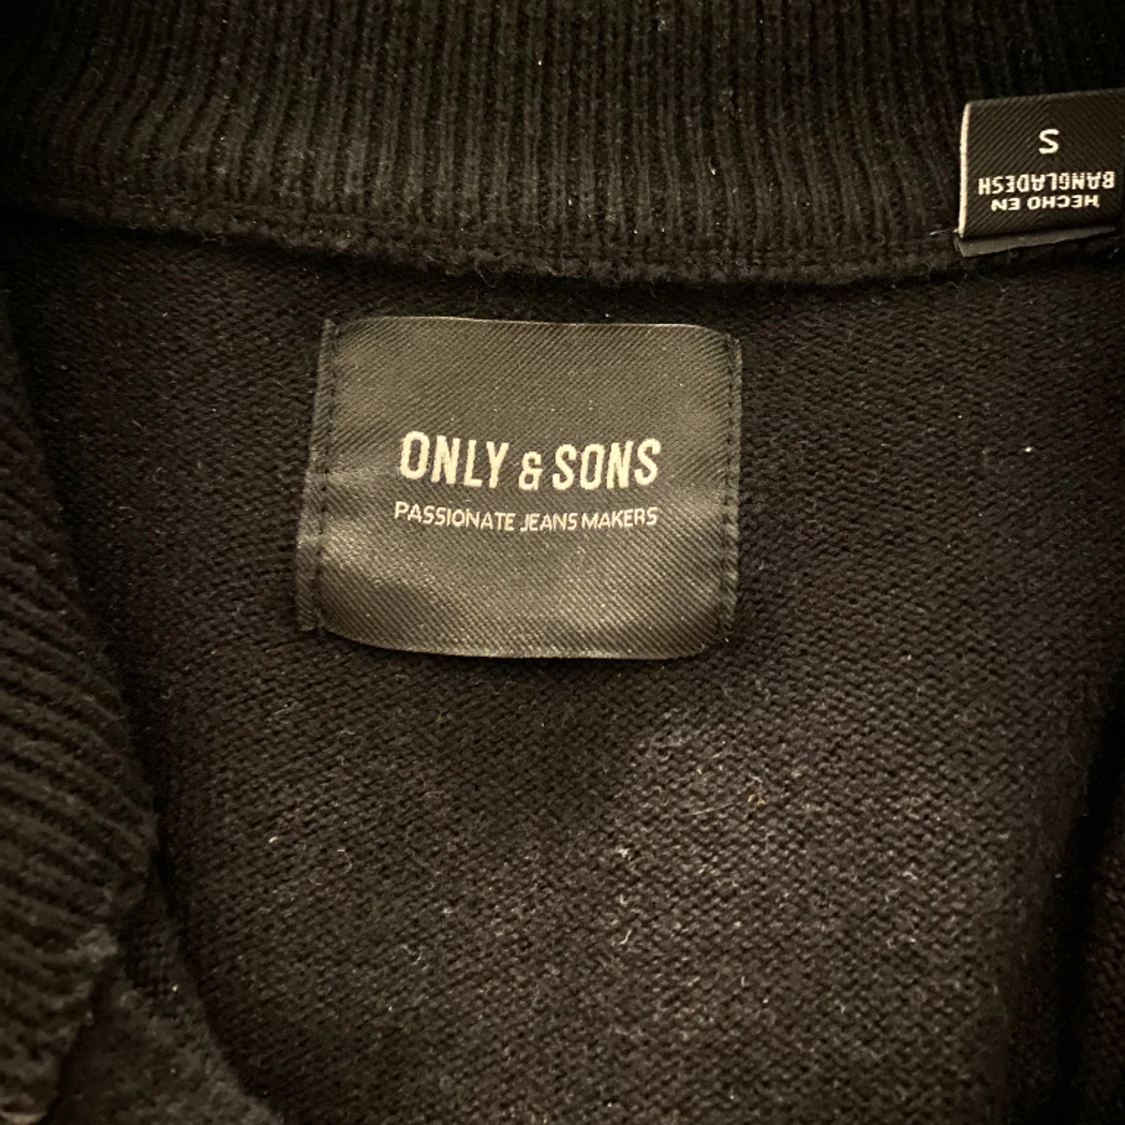 ONLY & SONS
PASSIONATE JEANS MAKERS
S
HECHO EN
BANGLADESH